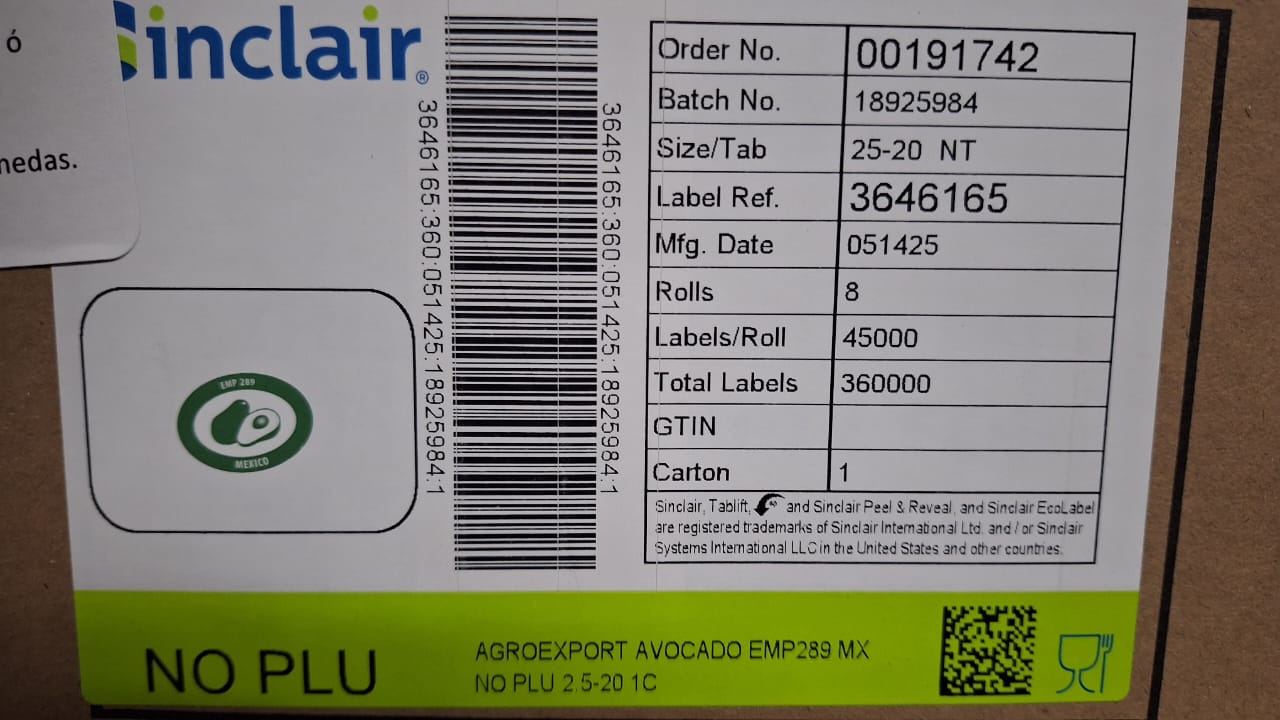 ó
nedas.
Sinclair®
3646165:360:051425:18925984:1
3646165:360:051425:18925984:1
Order No. 00191742
Batch No. 18925984
Size/Tab 25-20 NT
Label Ref. 3646165
Mfg. Date 051425
Rolls 8
Labels/Roll 45000
Total Labels 360000
GTIN
Carton 1
Sinclair, Tablift, and Sinclair Peel & Reveal, and Sinclair EcoLabel
are registered trademarks of Sinclair International Ltd. and / or Sinclair
Systems International LLC in the United States and other countries.
EMP 289
MEXICO
NO PLU
AGROEXPORT AVOCADO EMP289 MX
NO PLU 2.5-20 1C